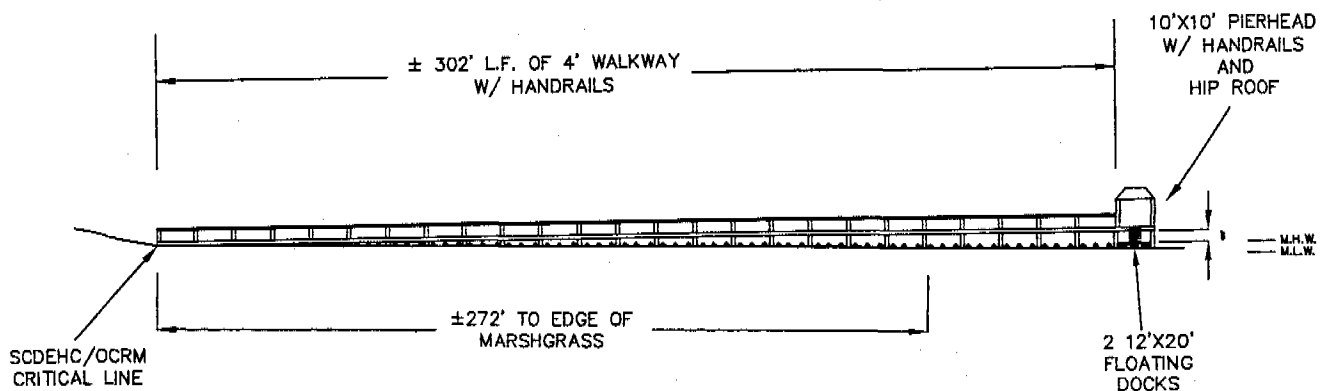 ± 302' L.F. OF 4' WALKWAY
W/ HANDRAILS
10'X10' PIERHEAD
W/ HANDRAILS
AND
HIP ROOF
M.H.W.
M.L.W.
±272' TO EDGE OF
MARSHGRASS
SCDEHC/OCRM
CRITICAL LINE
2 12'X20'
FLOATING
DOCKS